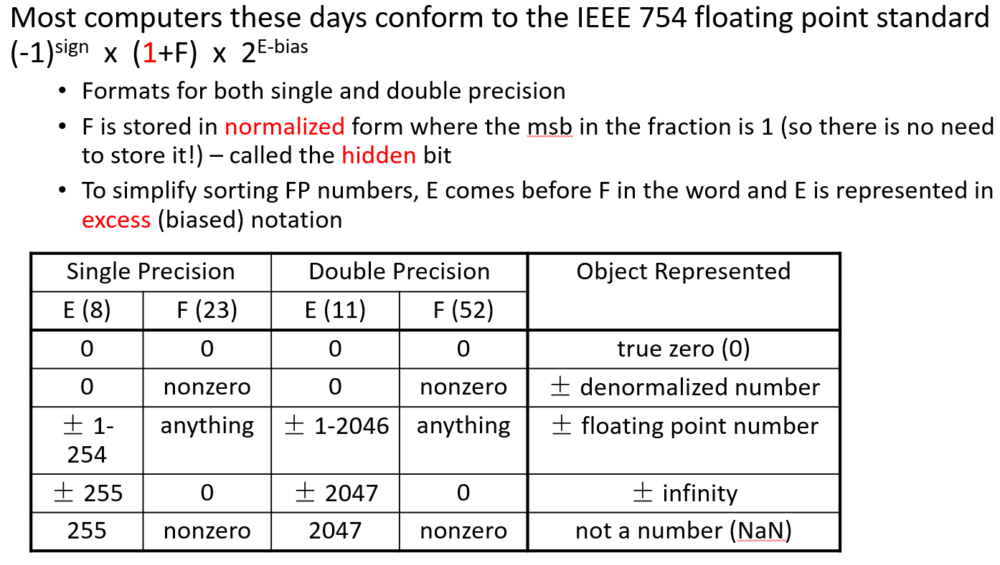 Most computers these days conform to the IEEE 754 floating point standard
(-1)sign x (1+F) x 2E-bias
• Formats for both single and double precision
• F is stored in normalized form where the msb in the fraction is 1 (so there is no need
to store it!) – called the hidden bit
• To simplify sorting FP numbers, E comes before F in the word and E is represented in
excess (biased) notation
Single Precision Double Precision Object Represented
E (8) F (23) E (11) F (52)
0 0 0 0 true zero (0)
0 nonzero 0 nonzero ± denormalized number
± 1- anything ± 1-2046 anything ± floating point number
254
± 255 0 ± 2047 0 ± infinity
255 nonzero 2047 nonzero not a number (NaN)